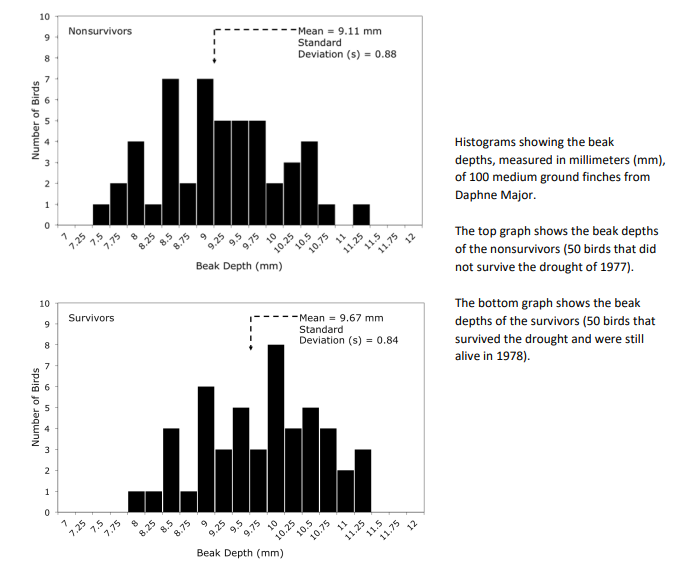 10
9
8
7
6
5
4
3
2
1
0
Number of Birds
Nonsurvivors
Mean = 9.11 mm
Standard
Deviation (s) = 0.88
7 7.25 7.5 7.75 8 8.25 8.5 8.75 9 9.25 9.5 9.75 10 10.25 10.5 10.75 11 11.25 11.5 11.75 12
Beak Depth (mm)
Histograms showing the beak
depths, measured in millimeters (mm),
of 100 medium ground finches from
Daphne Major.
The top graph shows the beak depths
of the nonsurvivors (50 birds that did
not survive the drought of 1977).
The bottom graph shows the beak
depths of the survivors (50 birds that
survived the drought and were still
alive in 1978).
10
9
8
7
6
5
4
3
2
1
0
Number of Birds
Survivors
Mean = 9.67 mm
Standard
Deviation (s) = 0.84
7 7.25 7.5 7.75 8 8.25 8.5 8.75 9 9.25 9.5 9.75 10 10.25 10.5 10.75 11 11.25 11.5 11.75 12
Beak Depth (mm)